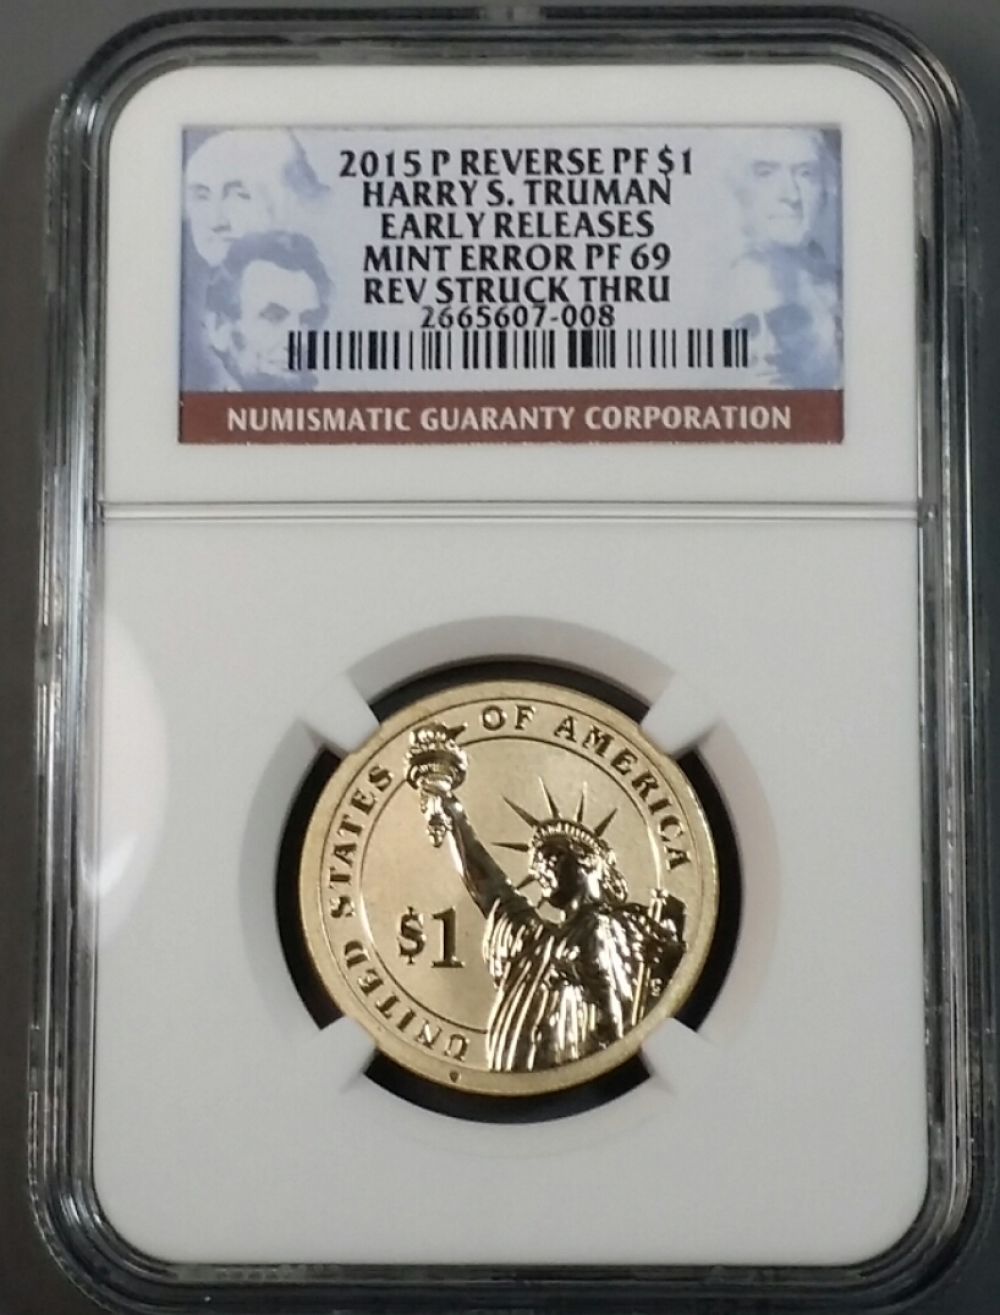 2015 P REVERSE PF $1
HARRY S. TRUMAN
EARLY RELEASES
MINT ERROR PF 69
REV STRUCK THRU
2665607-008
NUMISMATIC GUARANTY CORPORATION
UNITED STATES OF AMERICA
$1